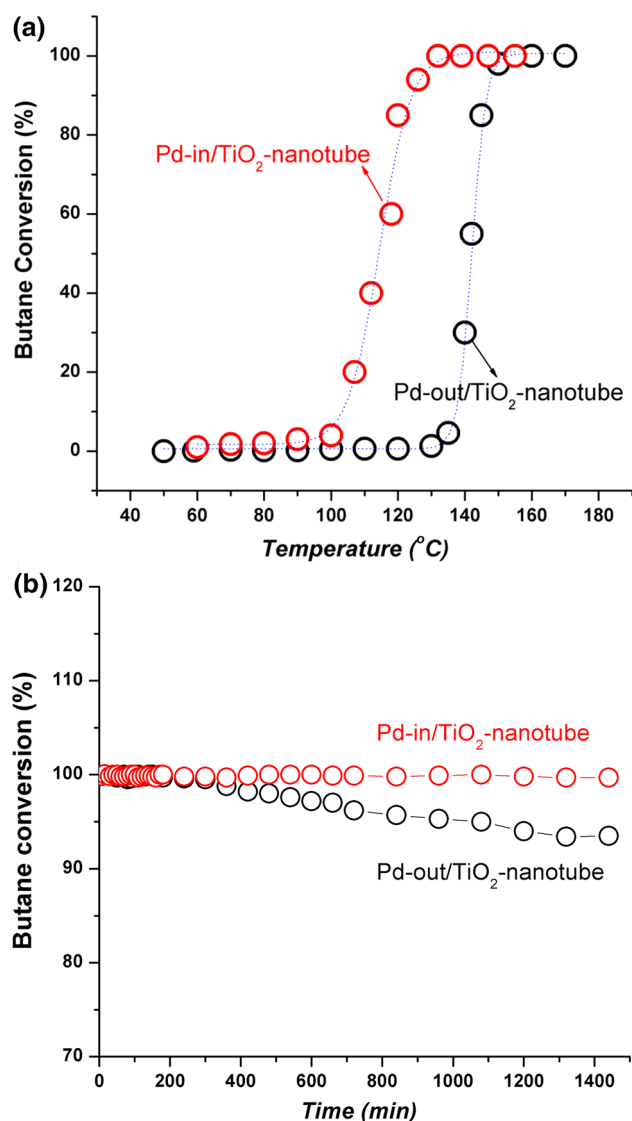 (a)
100
80
60
40
20
0
Butane Conversion (%)
Pd-in/TiO₂-nanotube
Pd-out/TiO₂-nanotube
40 60 80 100 120 140 160 180
Temperature (°C)
(b)
120
110
100
90
80
70
Butane conversion (%)
Pd-in/TiO₂-nanotube
Pd-out/TiO₂-nanotube
0 200 400 600 800 1000 1200 1400
Time (min)